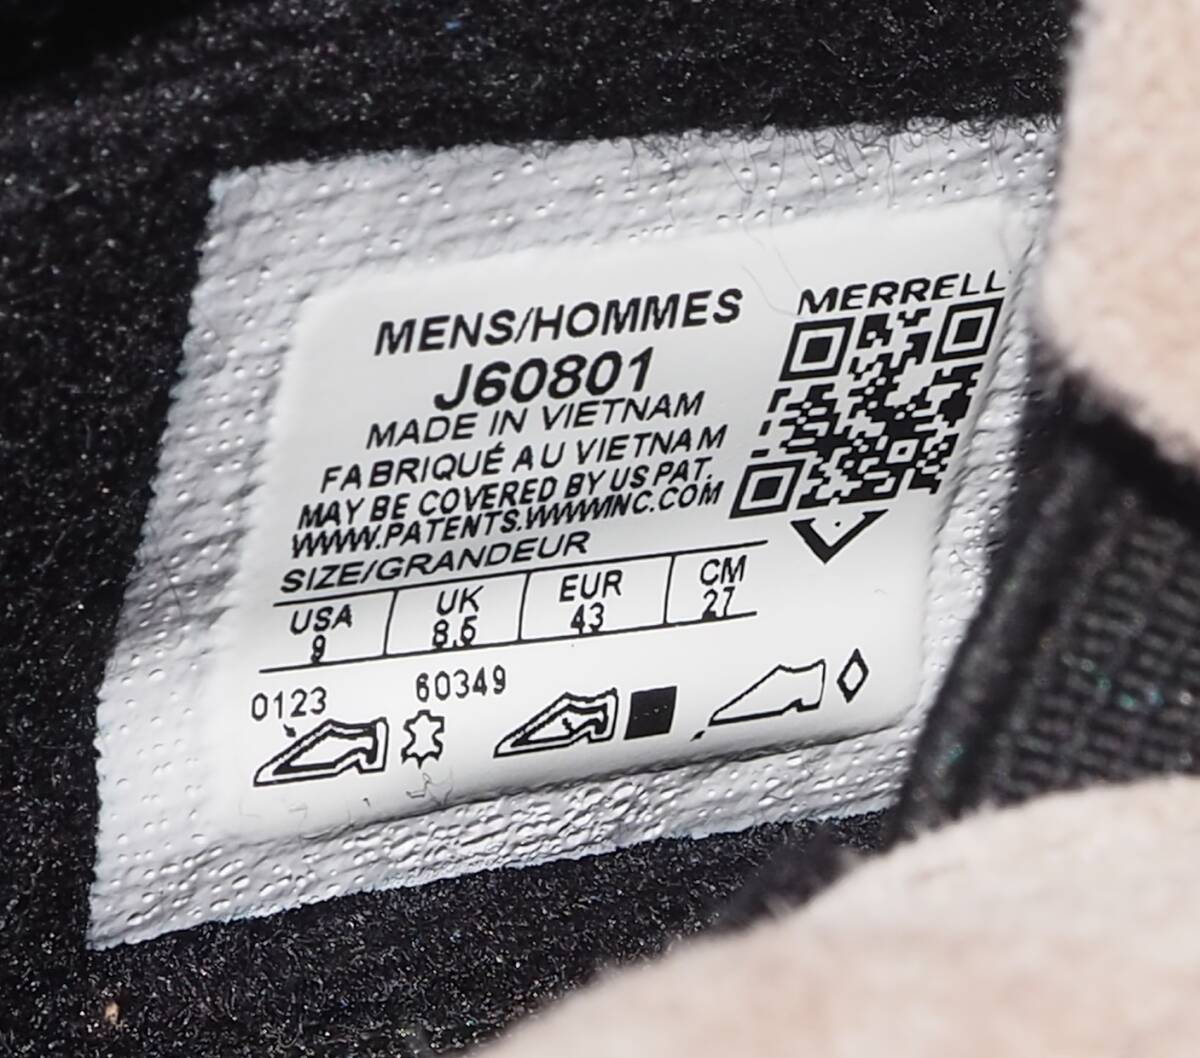 MENS/HOMMES
MERRELL
J60801
MADE IN VIETNAM
FABRIQUÉ AU VIETNAM
MAY BE COVERED BY US PAT.
WWW.PATENTS.WWWINC.COM
SIZE/GRANDEUR
USA UK EUR CM
9 8.5 43 27
0123 60349